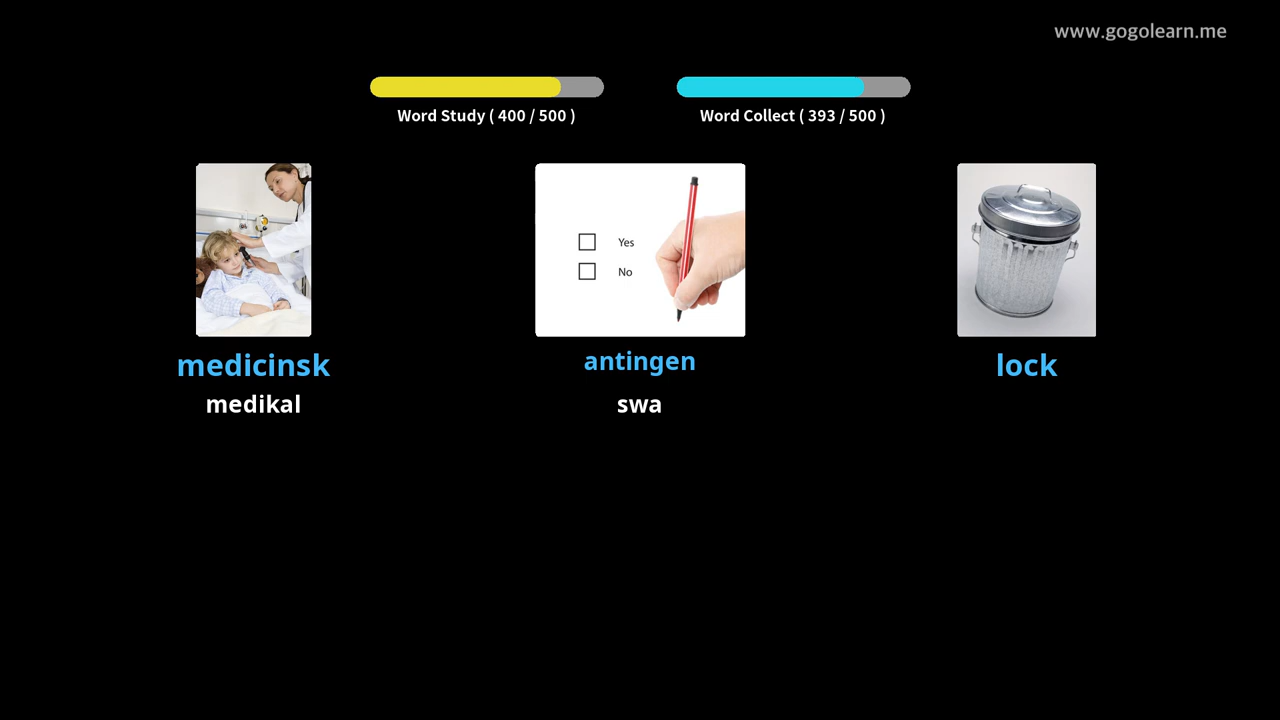 www.gogolearn.me
Word Study ( 400 / 500 )
Word Collect ( 393 / 500 )
Yes
No
medicinsk
antingen
lock
medikal
swa